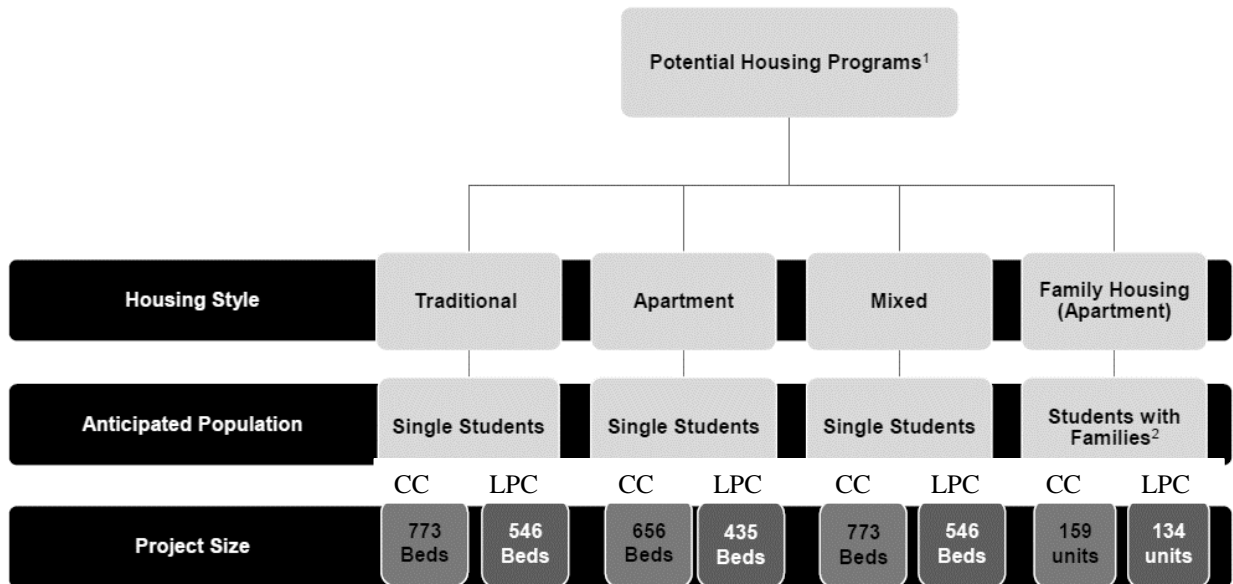 Potential Housing Programs¹
Housing Style
Traditional
Apartment
Mixed
Family Housing
(Apartment)
Anticipated Population
Single Students
Single Students
Single Students
Students with
Families²
CC LPC CC LPC CC LPC CC LPC
Project Size
773
Beds
546
Beds
656
Beds
435
Beds
773
Beds
546
Beds
159
units
134
units